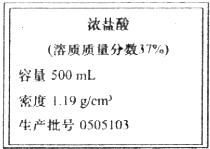 浓盐酸
(溶质质量分数37%)
容量 500 mL
密度 1.19 g/cm³
生产批号 0505103